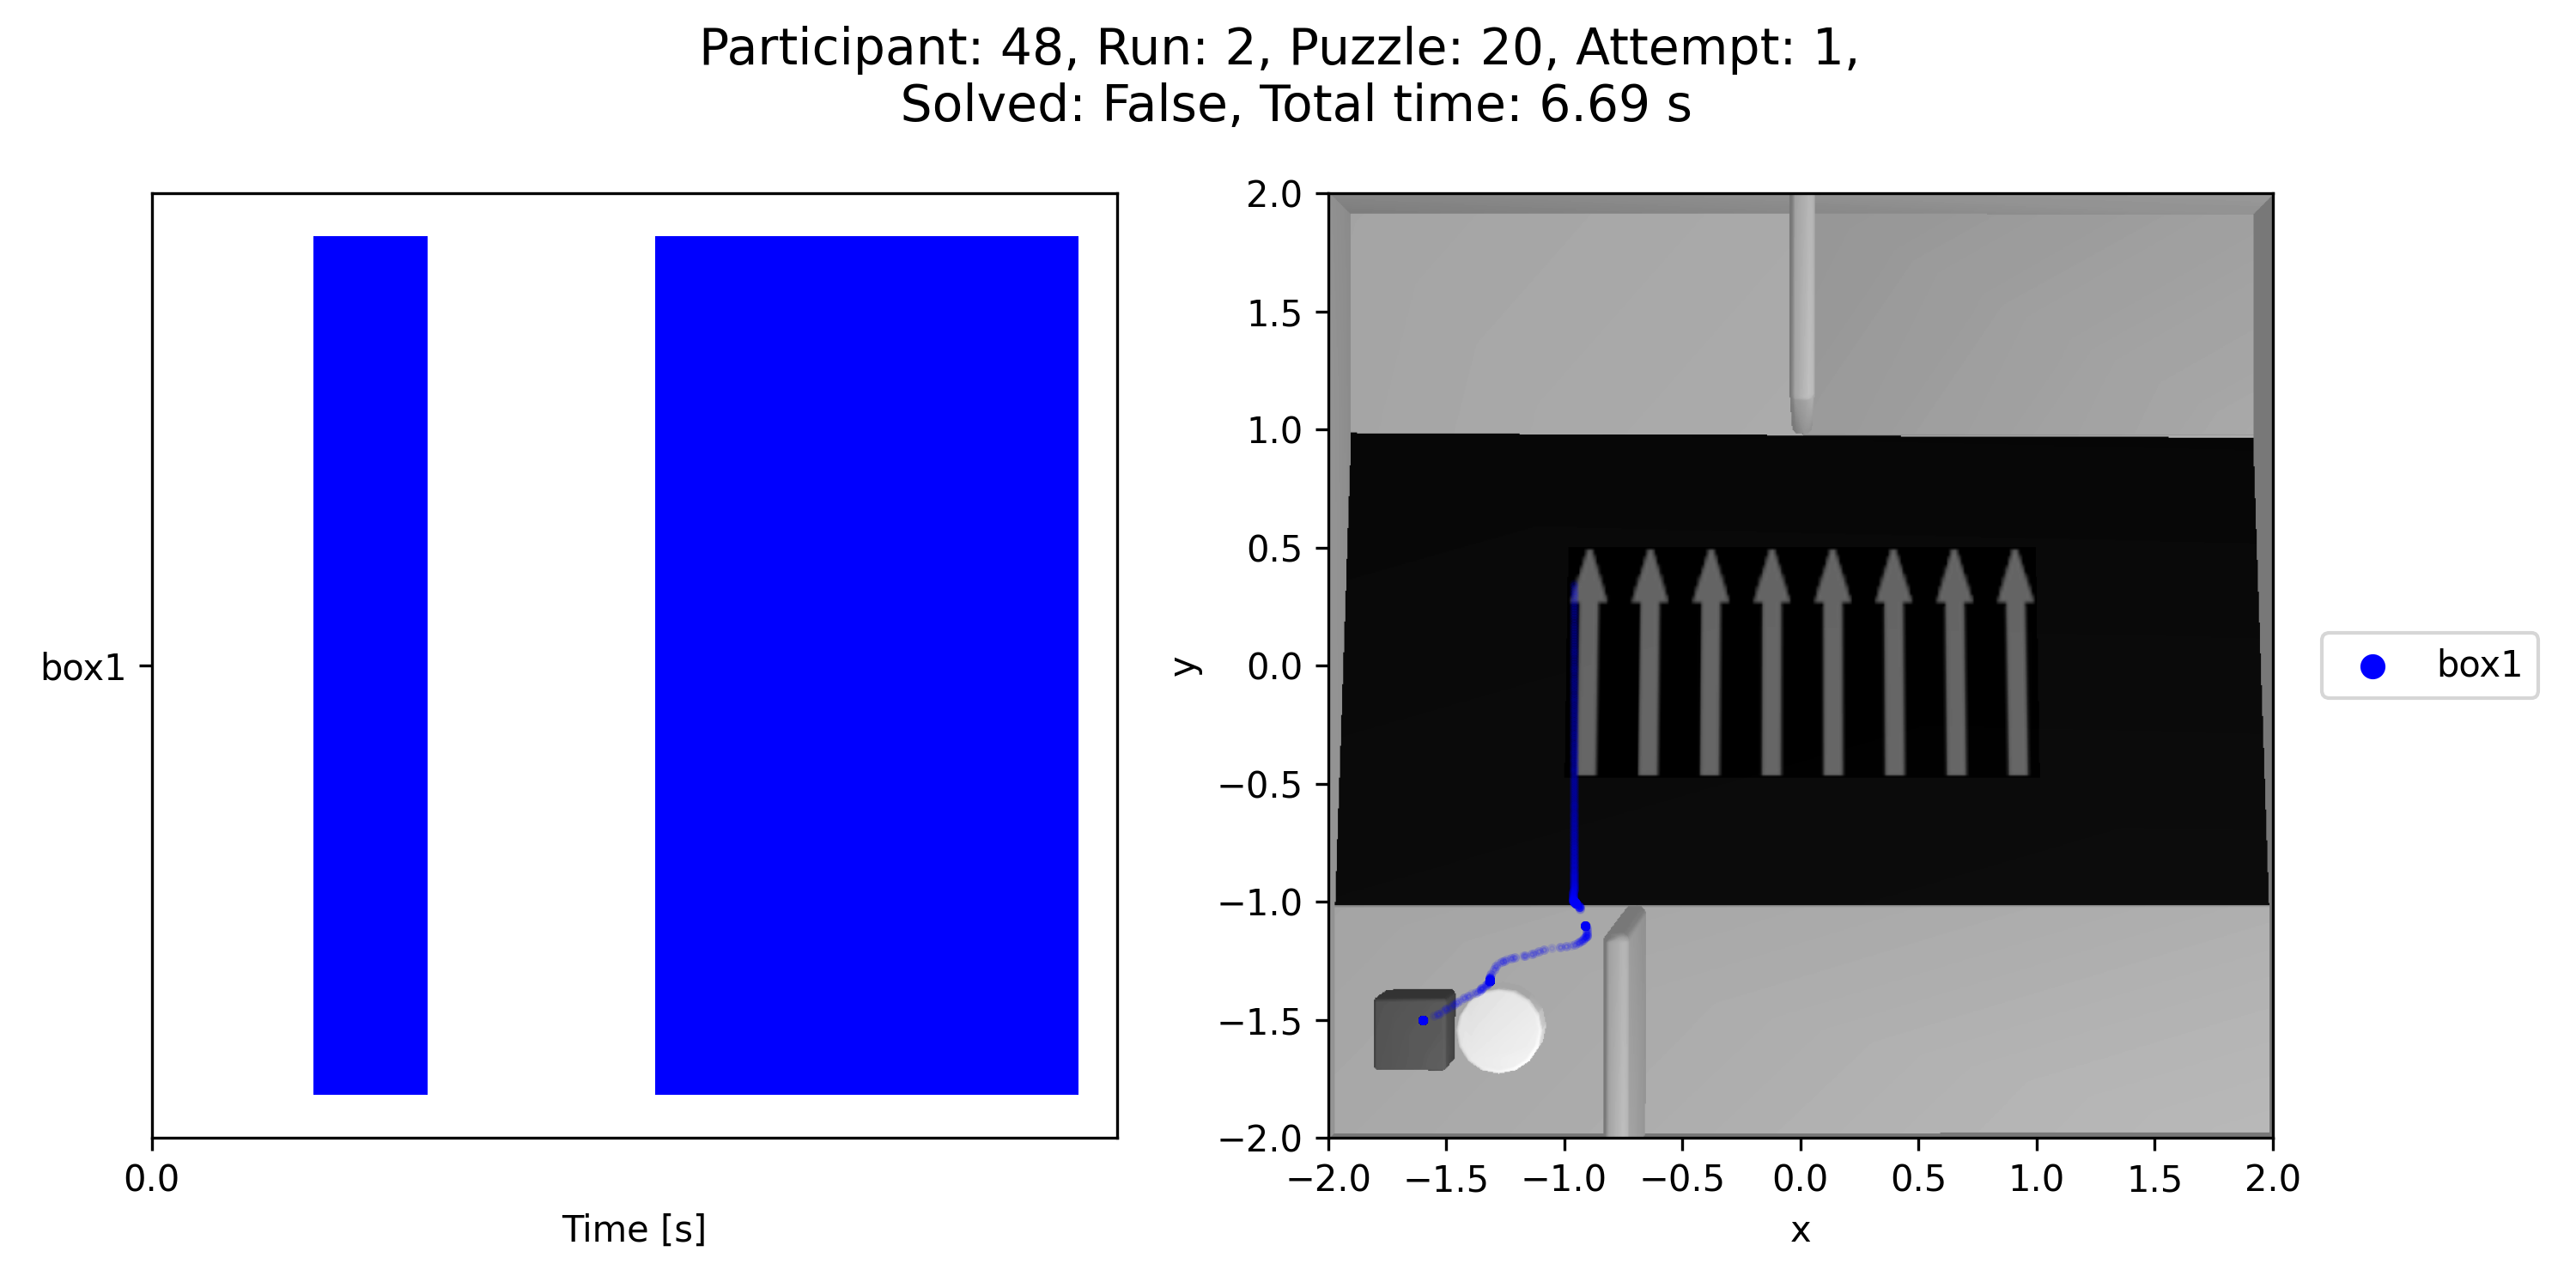 Participant: 48, Run: 2, Puzzle: 20, Attempt: 1,
Solved: False, Total time: 6.69 s
box1
0.0
Time [s]
2.0
1.5
1.0
0.5
0.0
−0.5
−1.0
−1.5
−2.0
y
−2.0 −1.5 −1.0 −0.5 0.0 0.5 1.0 1.5 2.0
x
box1